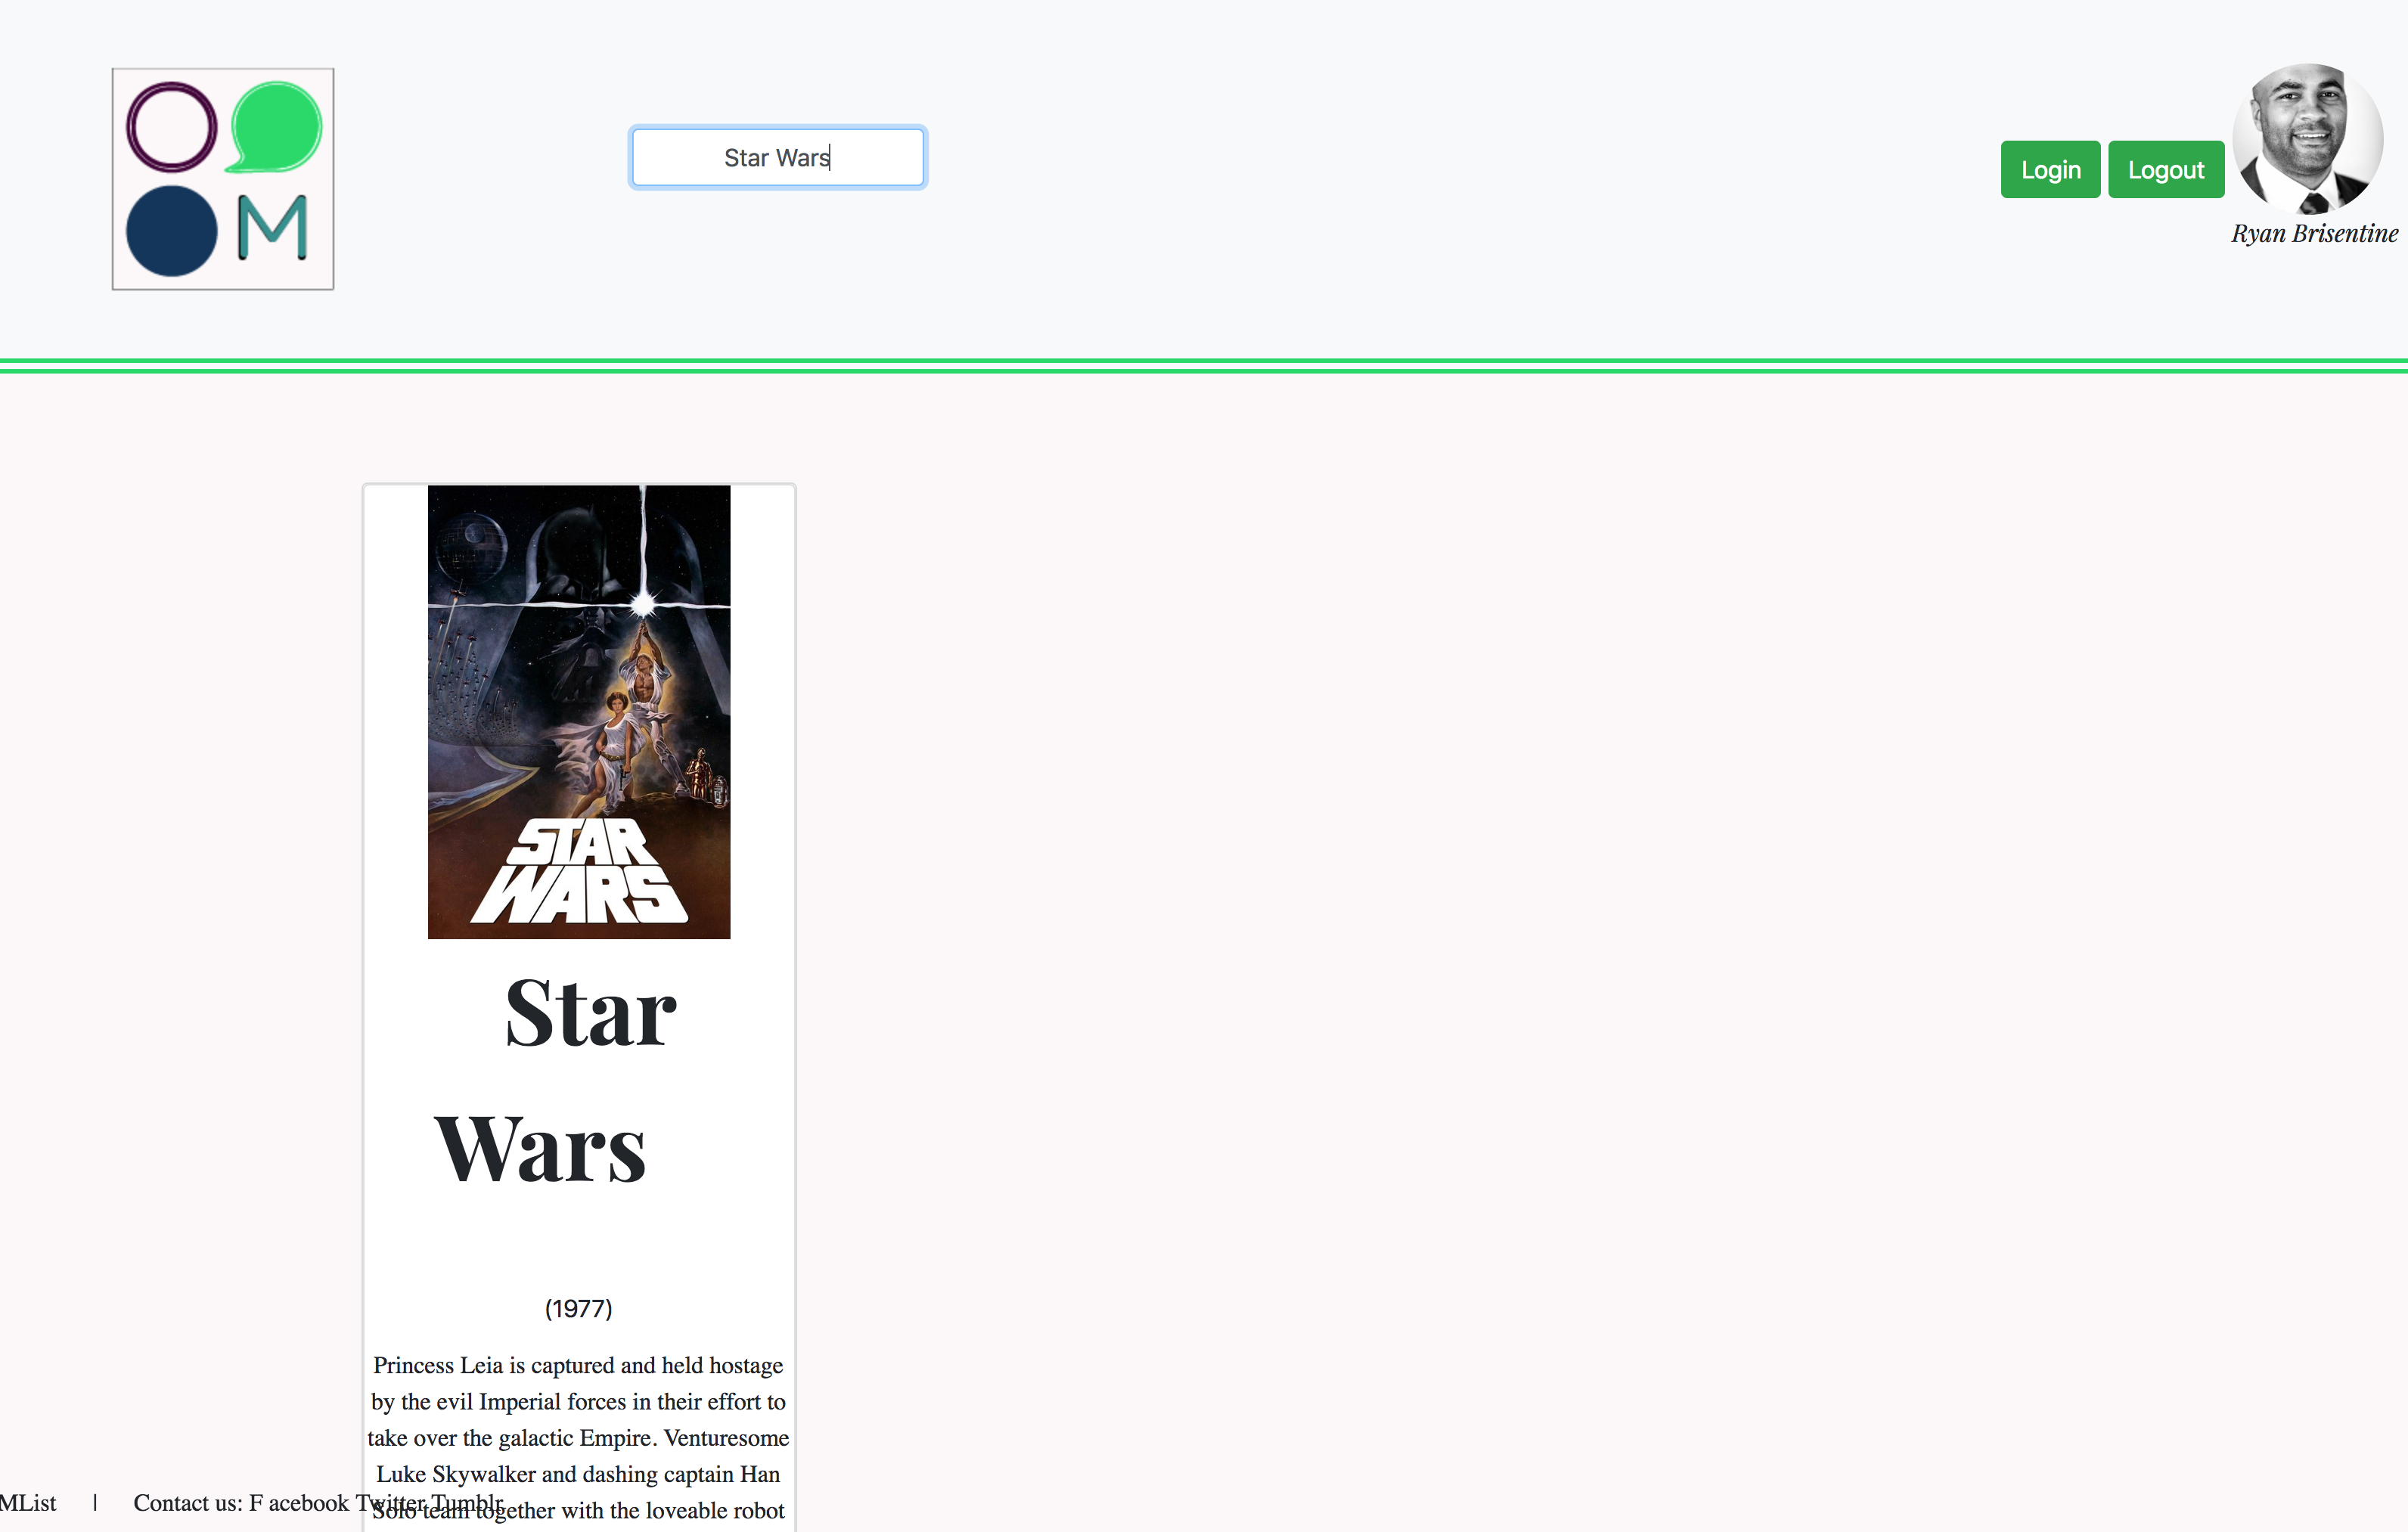 M
Star Wars
Login
Logout
Ryan Brisentine
STAR
WARS
Star
Wars
(1977)
Princess Leia is captured and held hostage
by the evil Imperial forces in their effort to
take over the galactic Empire. Venturesome
Luke Skywalker and dashing captain Han
Solo team together with the loveable robot
MList | Contact us: F acebook Twitter Tumblr